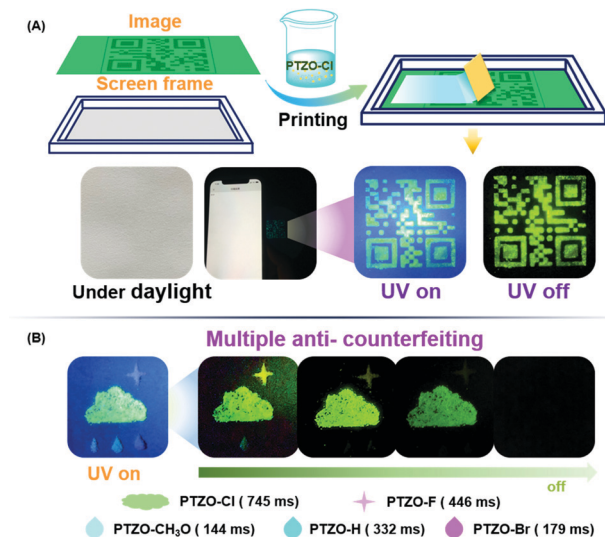 (A)
Image
PTZO-Cl
Screen frame
Printing
Under daylight
UV on
UV off
(B)
Multiple anti- counterfeiting
UV on
off
PTZO-Cl ( 745 ms)
PTZO-F ( 446 ms)
PTZO-CH₃O ( 144 ms)
PTZO-H ( 332 ms)
PTZO-Br ( 179 ms)